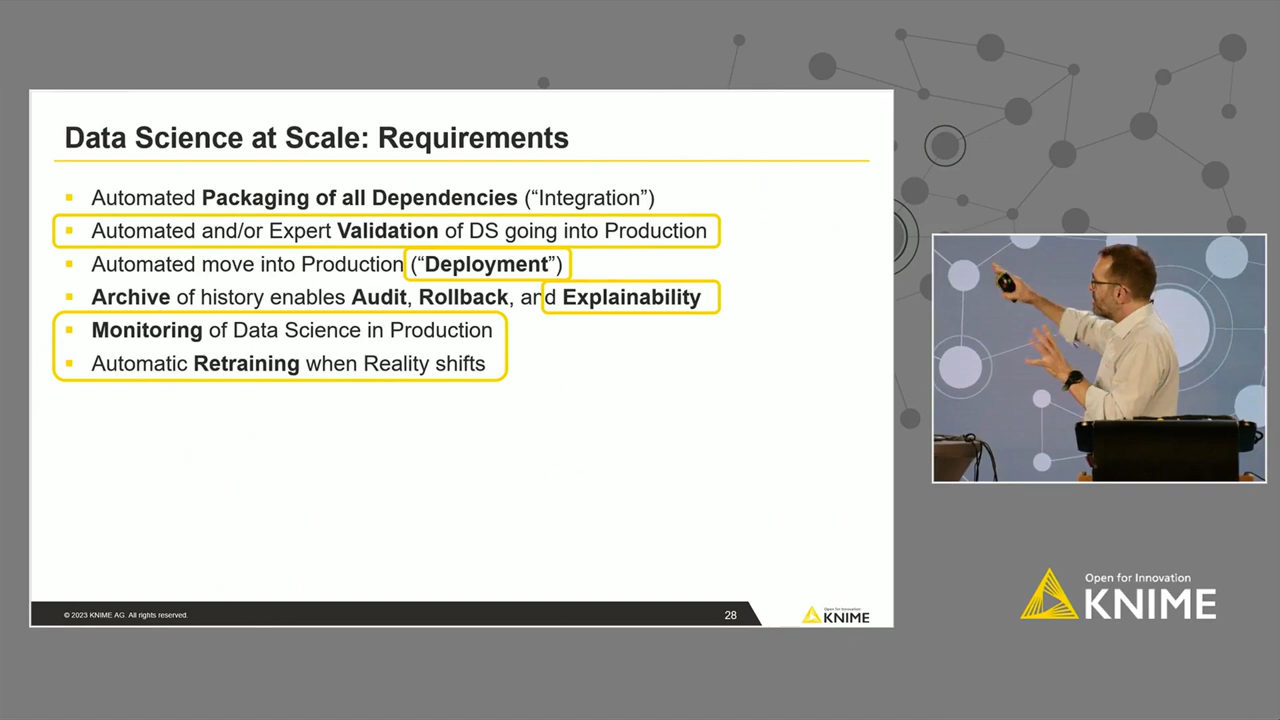 Data Science at Scale: Requirements
Automated Packaging of all Dependencies (“Integration”)
Automated and/or Expert Validation of DS going into Production
Automated move into Production (“Deployment”)
Archive of history enables Audit, Rollback, and Explainability
Monitoring of Data Science in Production
Automatic Retraining when Reality shifts
© 2023 KNIME AG. All rights reserved.
28
Open for Innovation
KNIME
Open for Innovation
KNIME